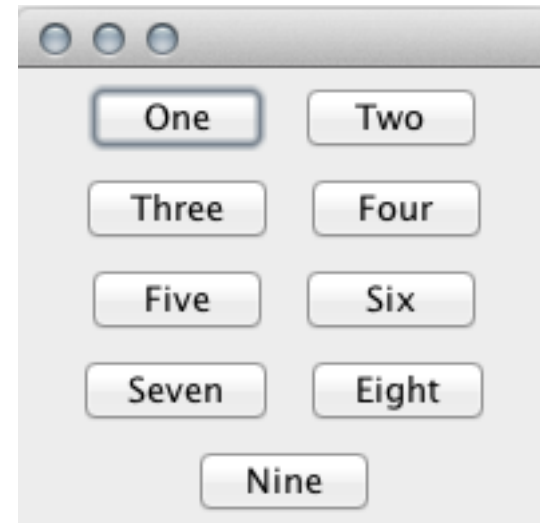 One Two
Three Four
Five Six
Seven Eight
Nine